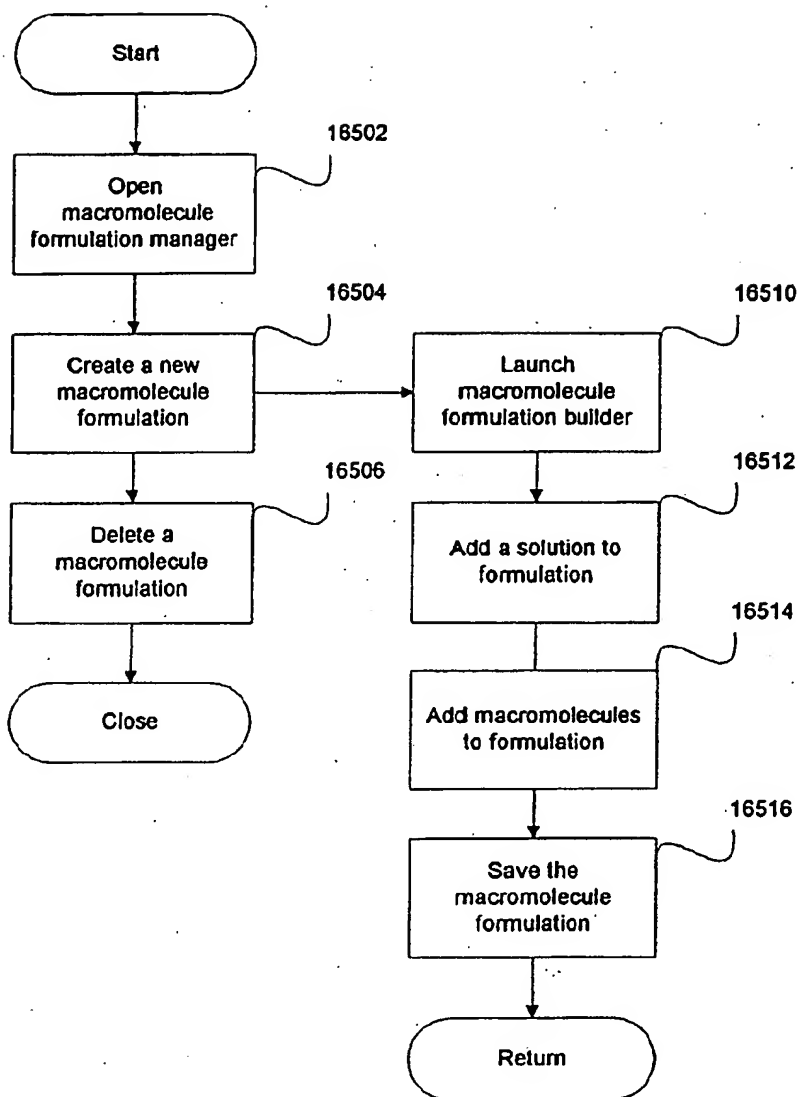 Start
16502
Open
macromolecule
formulation manager
16504
Create a new
macromolecule
formulation
16506
Delete a
macromolecule
formulation
Close
16510
Launch
macromolecule
formulation builder
16512
Add a solution to
formulation
16514
Add macromolecules
to formulation
16516
Save the
macromolecule
formulation
Return